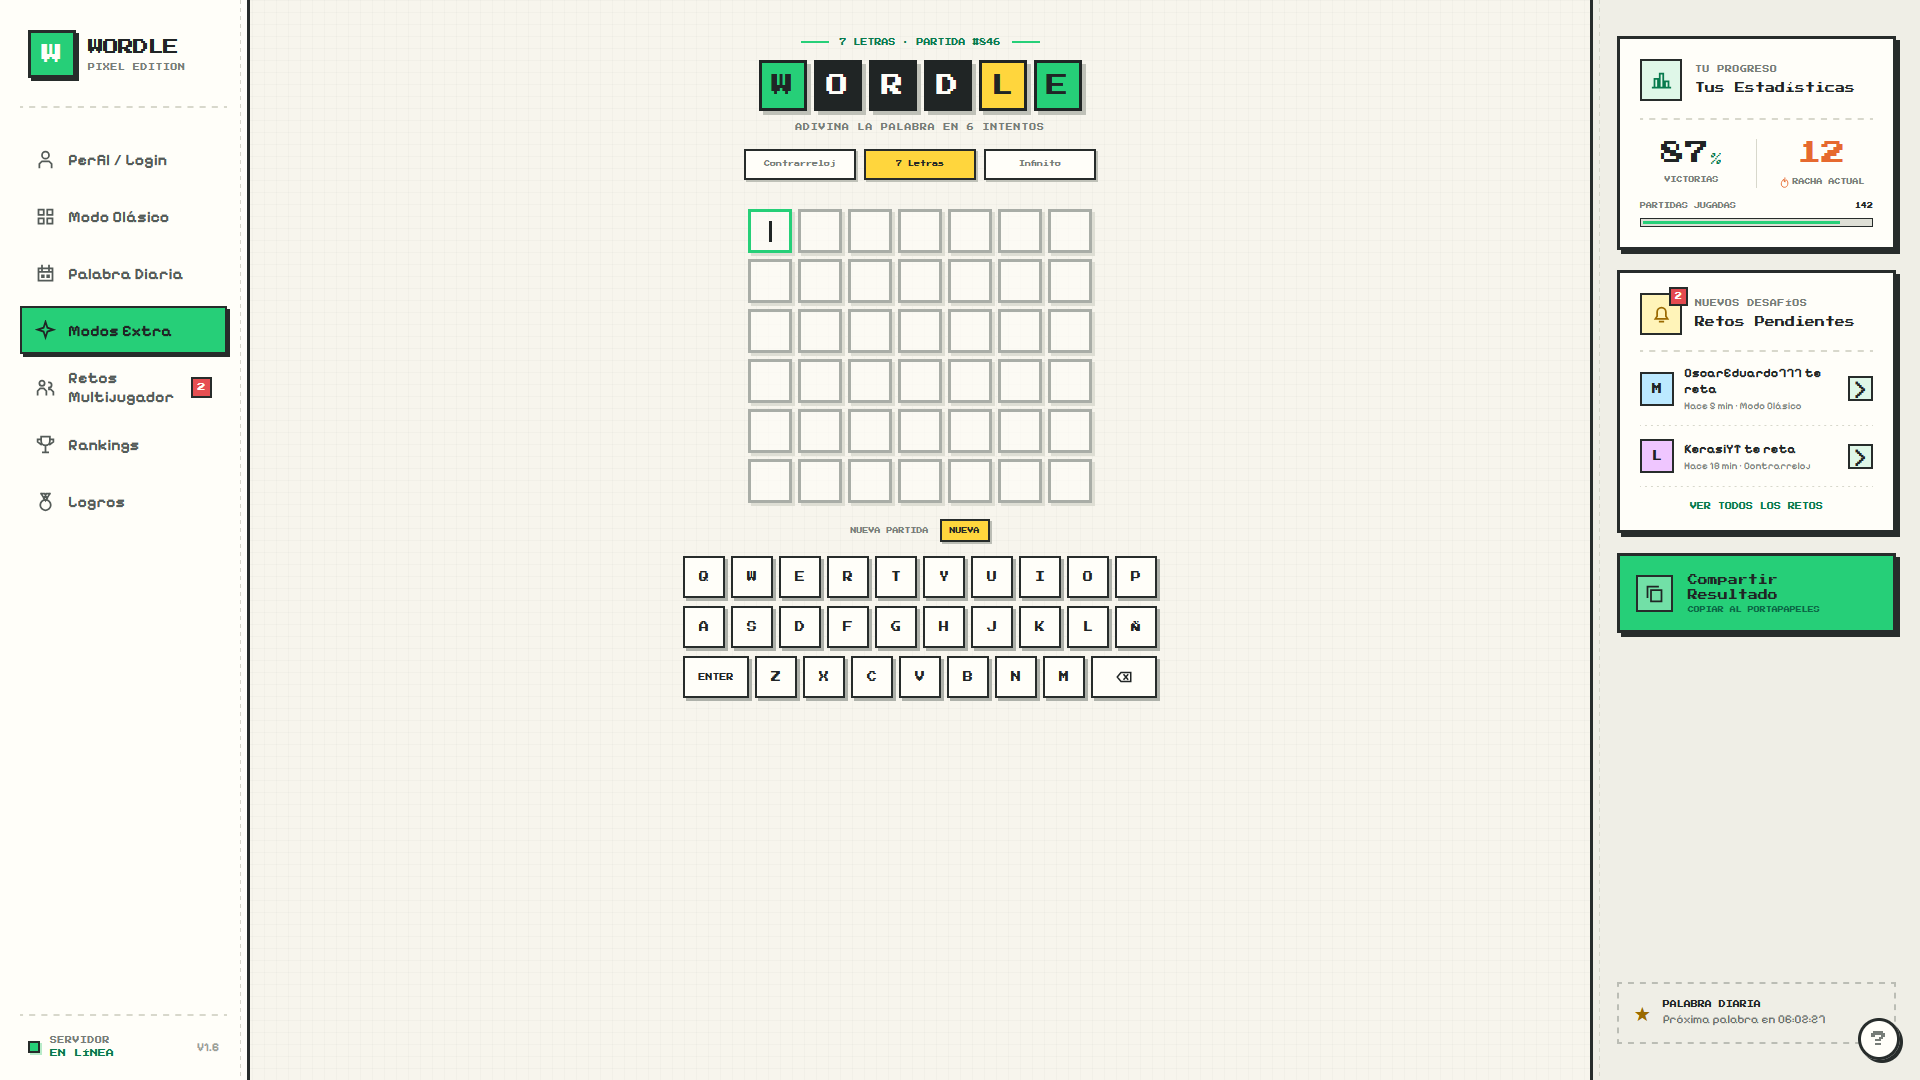 W
WORDLE
PIXEL EDITION
Perfil / Login
Modo Clásico
Palabra Diaria
Modos Extra
Retos
Multijugador
2
Rankings
Logros
SERVIDOR
EN LÍNEA
V1.6
7 LETRAS · PARTIDA #846
W O R D L E
ADIVINA LA PALABRA EN 6 INTENTOS
Contrarreloj
7 Letras
Infinito
NUEVA PARTIDA
NUEVA
Q W E R T Y U I O P
A S D F G H J K L Ñ
ENTER Z X C V B N M
TU PROGRESO
Tus Estadísticas
87%
VICTORIAS
12
RACHA ACTUAL
PARTIDAS JUGADAS
142
2
NUEVOS DESAFÍOS
Retos Pendientes
M
OscarEduardo777 te
reta
Hace 8 min · Modo Clásico
L
KerasiYT te reta
Hace 18 min · Contrarreloj
VER TODOS LOS RETOS
Compartir
Resultado
COPIAR AL PORTAPAPELES
★
PALABRA DIARIA
Próxima palabra en 06:02:27
?